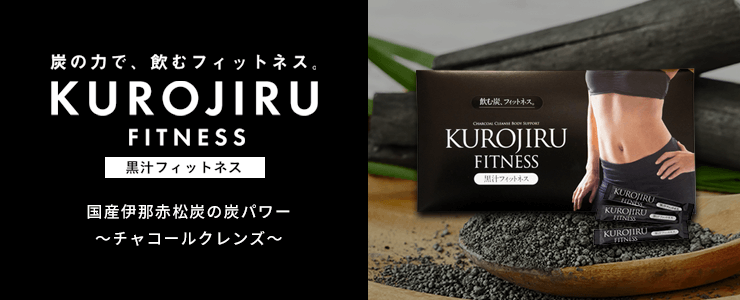 炭の力で、飲むフィットネス。
KUROJIRU
FITNESS
黒汁フィットネス
国産伊那赤松炭の炭パワー
～チャコールクレンズ～
飲む炭、フィットネス。
CHARCOAL CLEANSE BODY SUPPORT
KUROJIRU
FITNESS
黒汁フィットネス
KUROJIRU
KUROJIRU
KUROJIRU
FITNESS